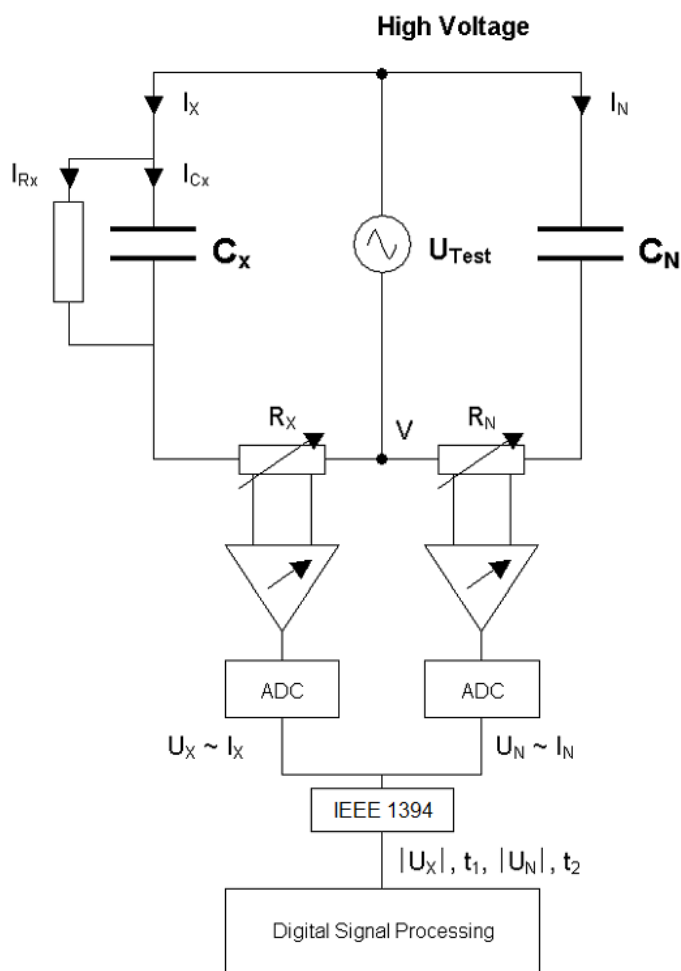 High Voltage
I_X
I_N
I_Rx
I_Cx
C_x
U_Test
C_N
R_X
V
R_N
ADC
ADC
U_X ~ I_X
U_N ~ I_N
IEEE 1394
|U_X|, t_1, |U_N|, t_2
Digital Signal Processing